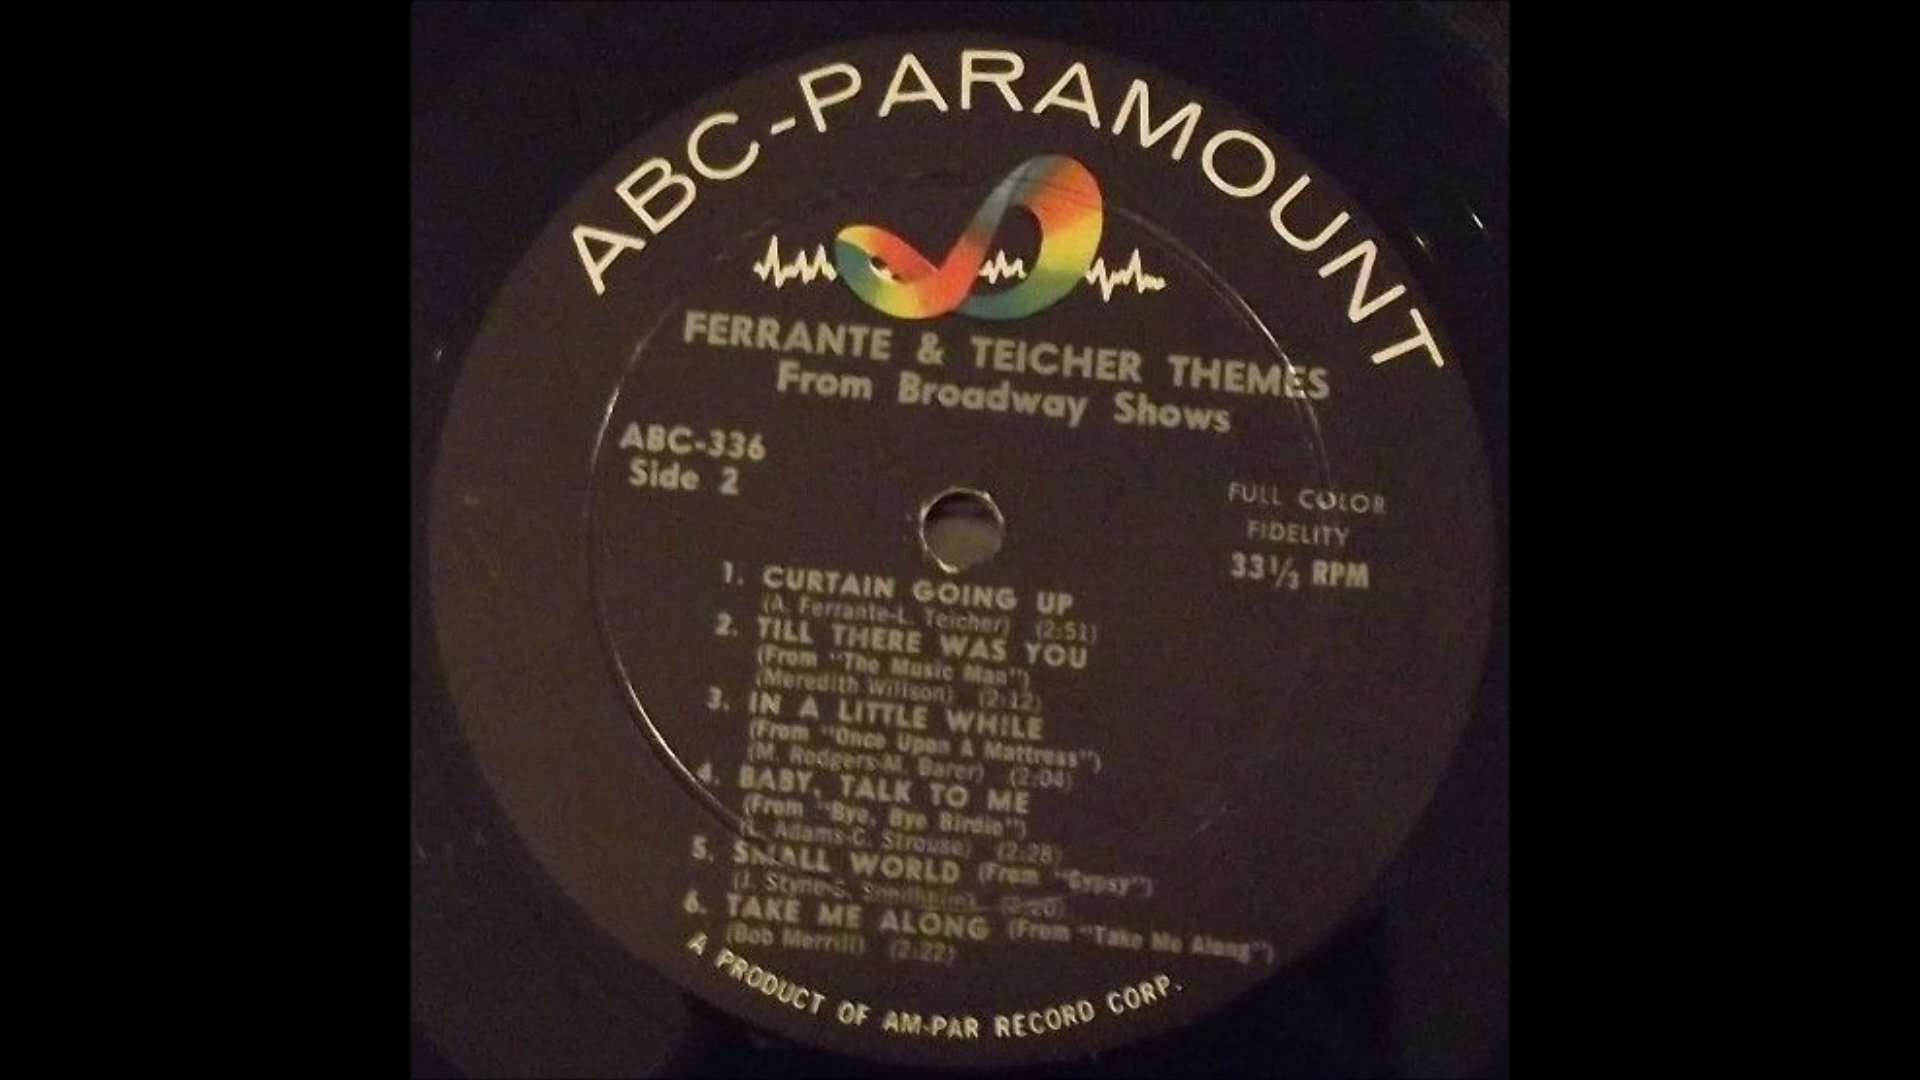 ABC-PARAMOUNT
FERRANTE & TEICHER THEMES
From Broadway Shows
ABC-336
Side 2
FULL COLOR
FIDELITY
33⅓ RPM
1. CURTAIN GOING UP
(A. Ferrante-L. Teicher) (2:51)
2. TILL THERE WAS YOU
(From "The Music Man")
(Meredith Willson) (2:12)
3. IN A LITTLE WHILE
(From "Once Upon A Mattress")
(M. Rodgers-M. Barer) (2:04)
4. BABY, TALK TO ME
(From "Bye, Bye Birdie")
(L. Adams-C. Strouse) (2:28)
5. SMALL WORLD (From "Gypsy")
(J. Styne-S.
6. TAKE ME ALONG (From "Take Me Along")
(Bob Merrill) (2:22)
A PRODUCT OF AM-PAR RECORD CORP.